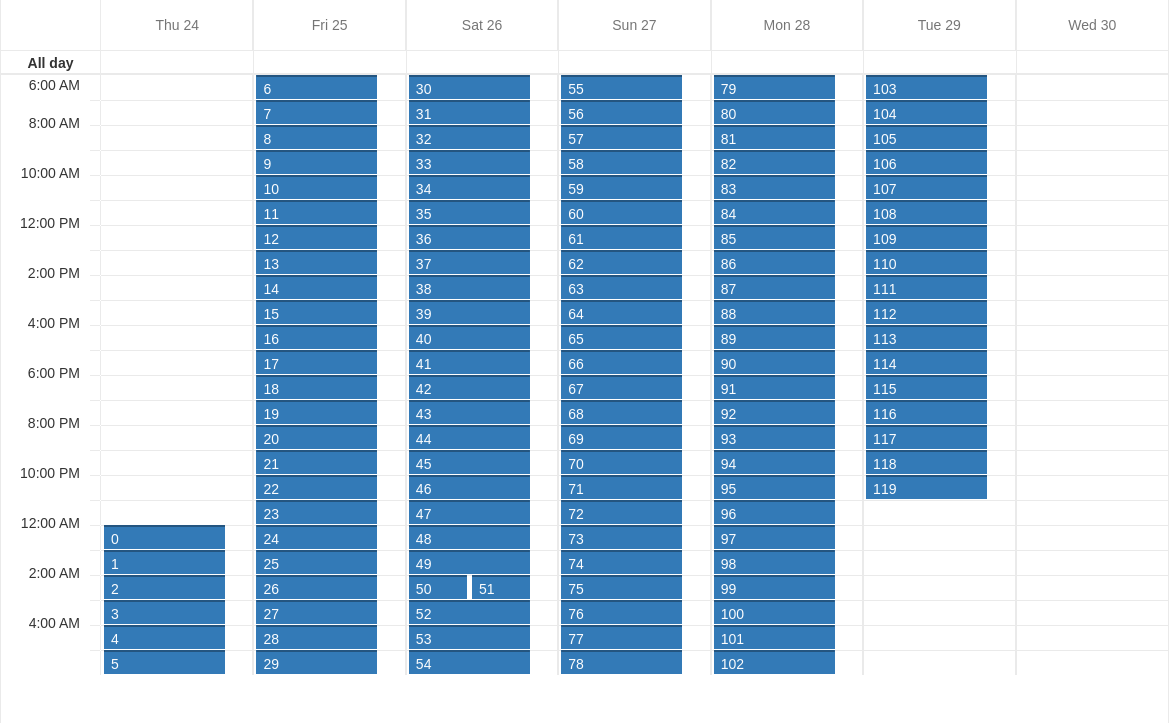 Thu 24 Fri 25 Sat 26 Sun 27 Mon 28 Tue 29 Wed 30
All day
6:00 AM 6 30 55 79 103
7 31 56 80 104
8:00 AM 8 32 57 81 105
9 33 58 82 106
10:00 AM 10 34 59 83 107
11 35 60 84 108
12:00 PM 12 36 61 85 109
13 37 62 86 110
2:00 PM 14 38 63 87 111
15 39 64 88 112
4:00 PM 16 40 65 89 113
17 41 66 90 114
6:00 PM 18 42 67 91 115
19 43 68 92 116
8:00 PM 20 44 69 93 117
21 45 70 94 118
10:00 PM 22 46 71 95 119
23 47 72 96
12:00 AM 0 24 48 73 97
1 25 49 74 98
2:00 AM 2 26 50 51 75 99
3 27 52 76 100
4:00 AM 4 28 53 77 101
5 29 54 78 102